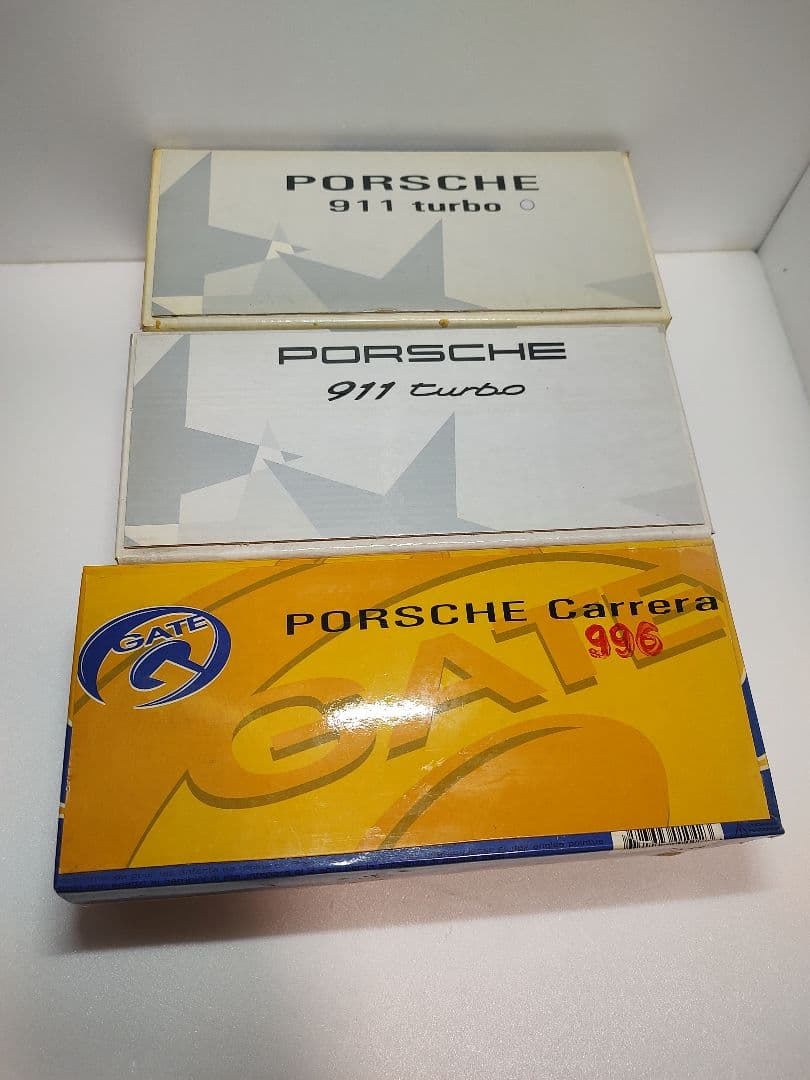 PORSCHE
911 turbo
PORSCHE
911 turbo
GATE
PORSCHE Carrera
996
GATE